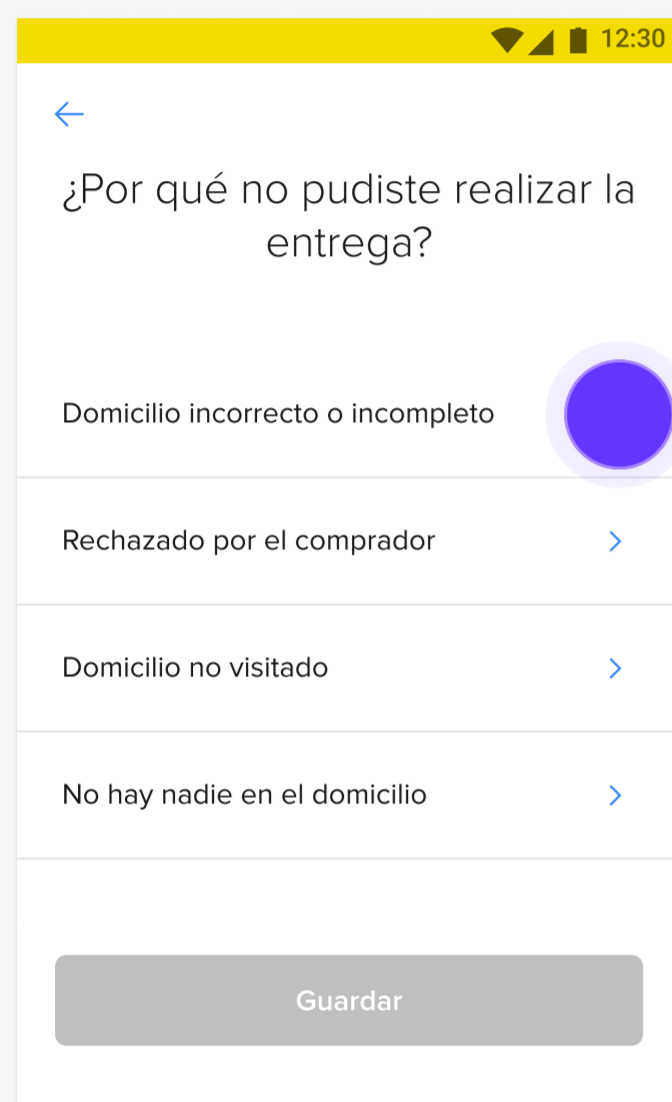 12:30
¿Por qué no pudiste realizar la
entrega?
Domicilio incorrecto o incompleto
Rechazado por el comprador
Domicilio no visitado
No hay nadie en el domicilio
Guardar